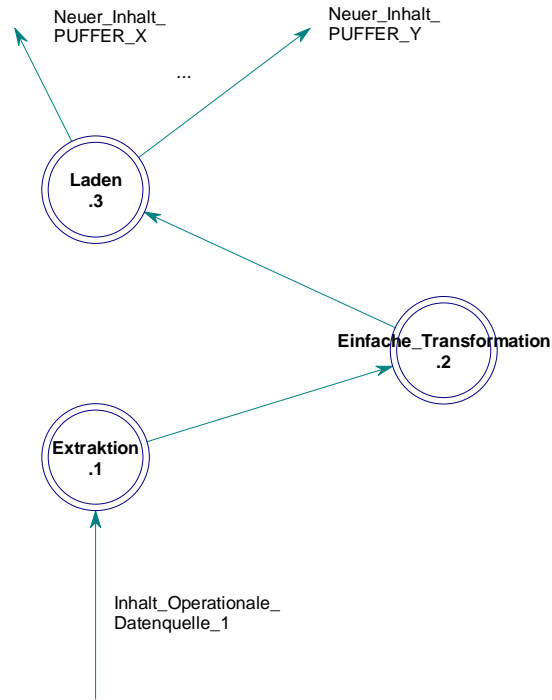 Neuer_Inhalt_
PUFFER_X
Neuer_Inhalt_
PUFFER_Y
...
Laden
.3
Einfache_Transformation
.2
Extraktion
.1
Inhalt_Operationale_
Datenquelle_1